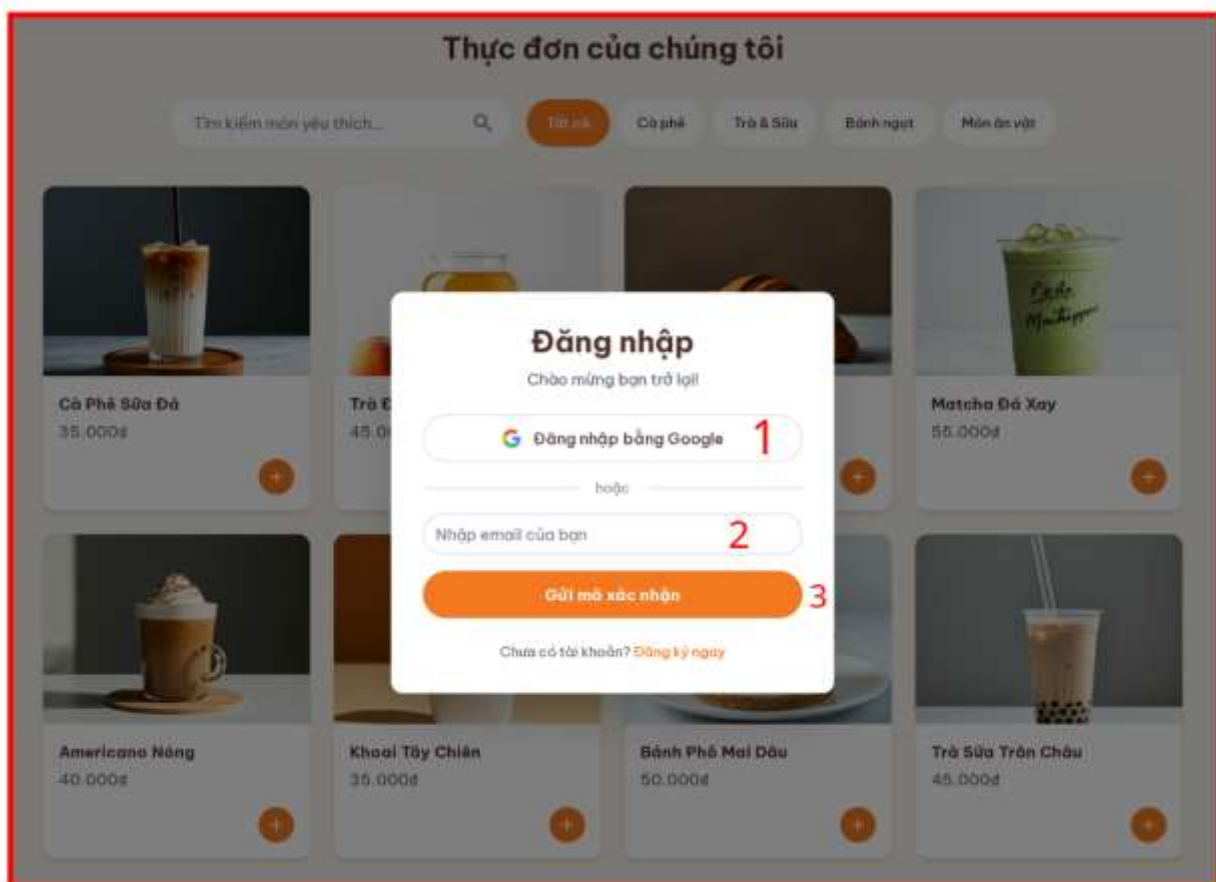 Thực đơn của chúng tôi
Tìm kiếm món yêu thích...
Tất cả
Cà phê
Trà & Sữa
Bánh ngọt
Món ăn vặt
Cà Phê Sữa Đá
35.000đ
Trà
45.0
Matcha Đá Xay
55.000đ
Đăng nhập
Chào mừng bạn trở lại!
Đăng nhập bằng Google
1
hoặc
Nhập email của bạn
2
Gửi mã xác nhận
3
Chưa có tài khoản? Đăng ký ngay
Americano Nóng
40.000đ
Khoai Tây Chiên
35.000đ
Bánh Phô Mai Dâu
50.000đ
Trà Sữa Trân Châu
45.000đ